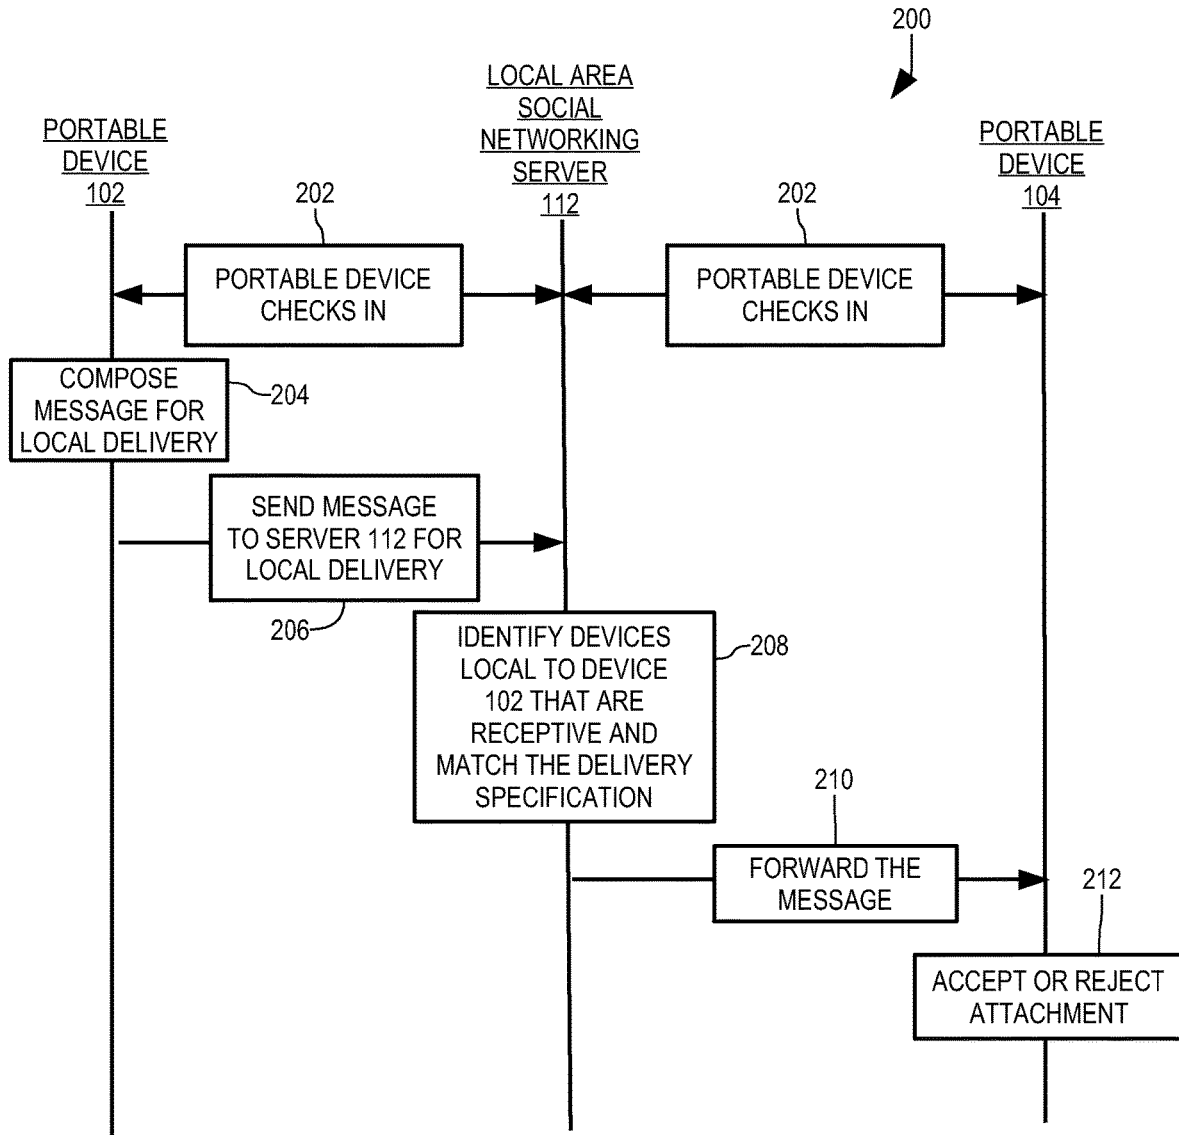 200
LOCAL AREA
SOCIAL
NETWORKING
SERVER
112
PORTABLE
DEVICE
102
PORTABLE
DEVICE
104
202
202
PORTABLE DEVICE
CHECKS IN
PORTABLE DEVICE
CHECKS IN
COMPOSE
MESSAGE FOR
LOCAL DELIVERY
204
SEND MESSAGE
TO SERVER 112 FOR
LOCAL DELIVERY
206
IDENTIFY DEVICES
LOCAL TO DEVICE
102 THAT ARE
RECEPTIVE AND
MATCH THE DELIVERY
SPECIFICATION
208
210
FORWARD THE
MESSAGE
212
ACCEPT OR REJECT
ATTACHMENT